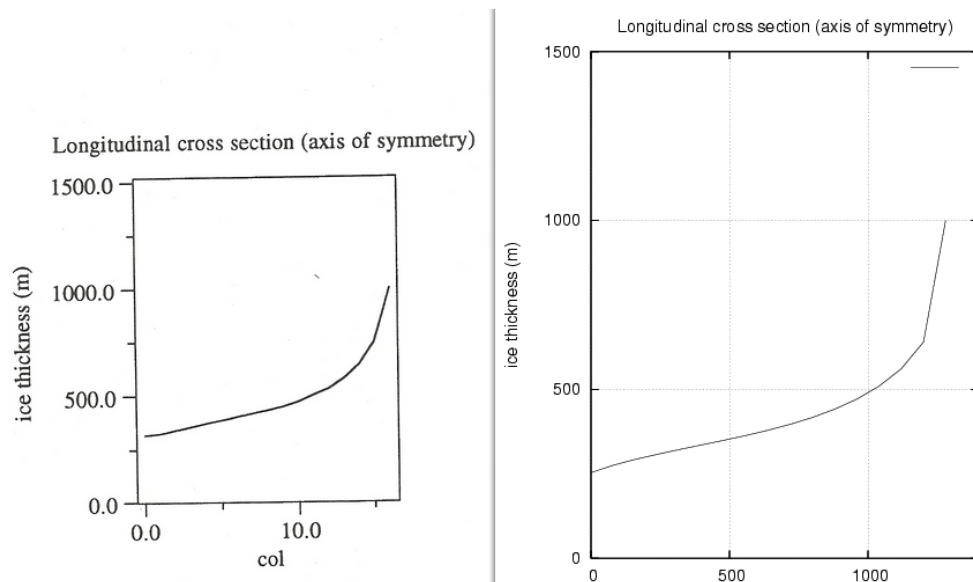 Longitudinal cross section (axis of symmetry)
1500.0
1000.0
500.0
0.0
ice thickness (m)
0.0
10.0
col
Longitudinal cross section (axis of symmetry)
1500
1000
500
0
ice thickness (m)
0
500
1000